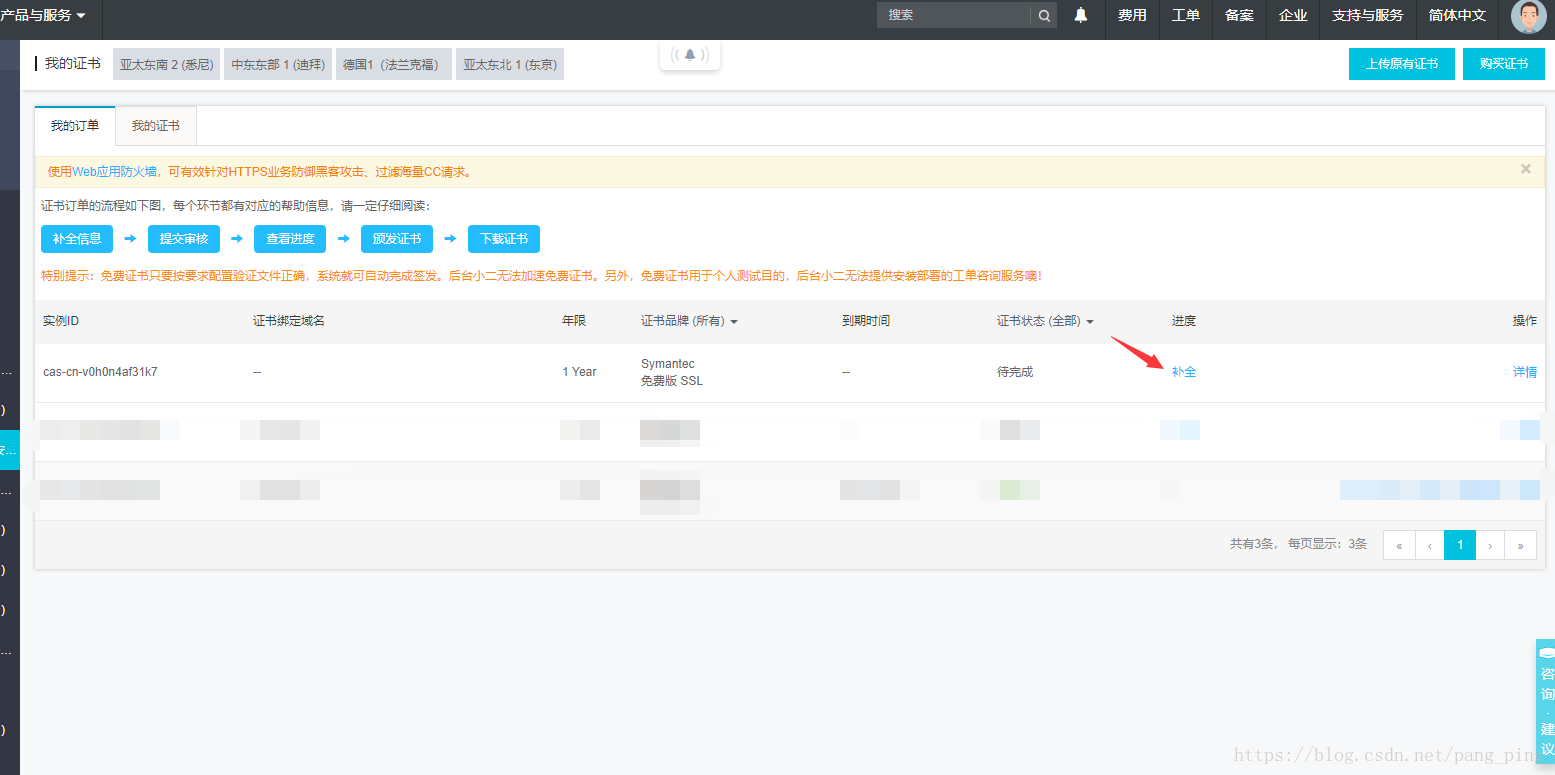 产品与服务 搜索 费用 工单 备案 企业 支持与服务 简体中文
我的证书 亚太东南 2 (悉尼) 中东东部 1 (迪拜) 德国1（法兰克福） 亚太东北 1 (东京) 上传原有证书 购买证书
我的订单 我的证书
使用Web应用防火墙，可有效针对HTTPS业务防御黑客攻击、过滤海量CC请求。
证书订单的流程如下图，每个环节都有对应的帮助信息，请一定仔细阅读：
补全信息 提交审核 查看进度 颁发证书 下载证书
特别提示：免费证书只要按要求配置验证文件正确，系统就可自动完成签发。后台小二无法加速免费证书。另外，免费证书用于个人测试目的，后台小二无法提供安装部署的工单咨询服务噢！
实例ID 证书绑定域名 年限 证书品牌 (所有) 到期时间 证书状态 (全部) 进度 操作
cas-cn-v0h0n4af31k7 -- 1 Year Symantec
免费版 SSL -- 待完成 补全 详情
共有3条， 每页显示：3条 « ‹ 1 › »
咨询·建议
https://blog.csdn.net/pang_pin